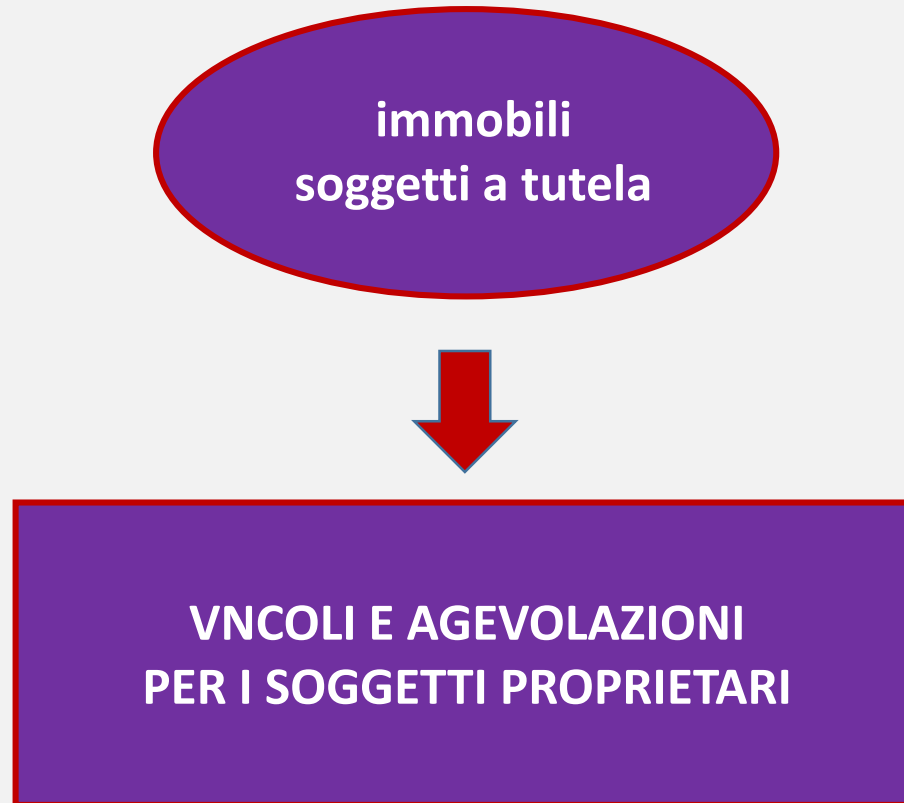 immobili
soggetti a tutela
VNCOLI E AGEVOLAZIONI
PER I SOGGETTI PROPRIETARI